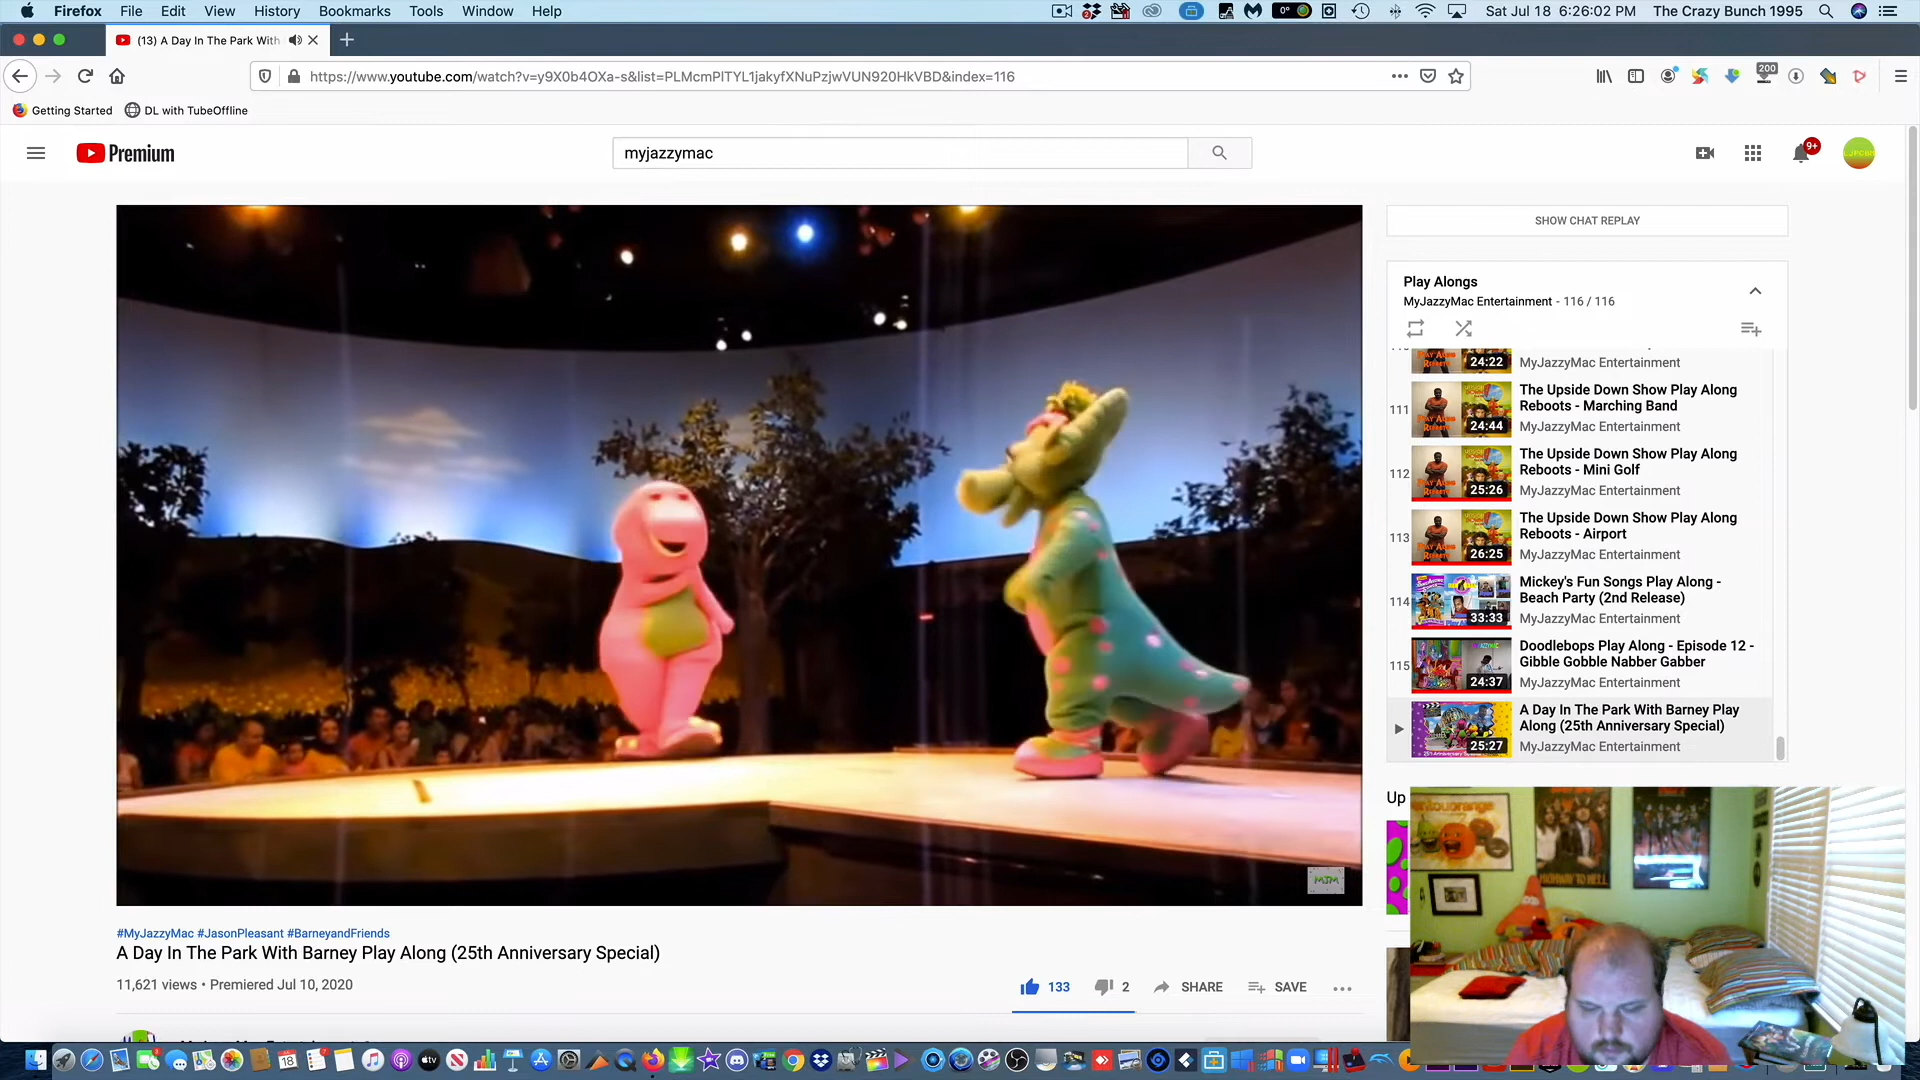 Firefox File Edit View History Bookmarks Tools Window Help
0° Sat Jul 18 6:26:02 PM The Crazy Bunch 1995
(13) A Day In The Park With
https://www.youtube.com/watch?v=y9X0b4OXa-s&list=PLMcmPlTYL1jakyfXNuPzjwVUN920HkVBD&index=116
200
Getting Started DL with TubeOffline
Premium
myjazzymac
9+
SHOW CHAT REPLAY
Play Alongs
MyJazzyMac Entertainment - 116 / 116
24:22
MyJazzyMac Entertainment
111
The Upside Down Show Play Along
Reboots - Marching Band
24:44
MyJazzyMac Entertainment
112
The Upside Down Show Play Along
Reboots - Mini Golf
25:26
MyJazzyMac Entertainment
113
The Upside Down Show Play Along
Reboots - Airport
26:25
MyJazzyMac Entertainment
114
Mickey's Fun Songs Play Along -
Beach Party (2nd Release)
33:33
MyJazzyMac Entertainment
115
Doodlebops Play Along - Episode 12 -
Gibble Gobble Nabber Gabber
24:37
MyJazzyMac Entertainment
A Day In The Park With Barney Play
Along (25th Anniversary Special)
25:27
MyJazzyMac Entertainment
Up
MJM
#MyJazzyMac #JasonPleasant #BarneyandFriends
A Day In The Park With Barney Play Along (25th Anniversary Special)
11,621 views • Premiered Jul 10, 2020
133 2 SHARE SAVE